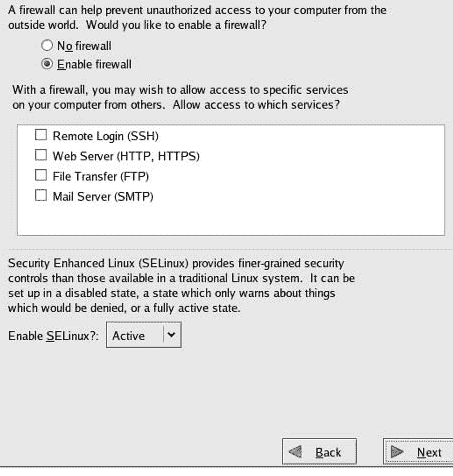 A firewall can help prevent unauthorized access to your computer from the
outside world. Would you like to enable a firewall?
No firewall
Enable firewall
With a firewall, you may wish to allow access to specific services
on your computer from others. Allow access to which services?
Remote Login (SSH)
Web Server (HTTP, HTTPS)
File Transfer (FTP)
Mail Server (SMTP)
Security Enhanced Linux (SELinux) provides finer-grained security
controls than those available in a traditional Linux system. It can be
set up in a disabled state, a state which only warns about things
which would be denied, or a fully active state.
Enable SELinux?: Active
Back Next